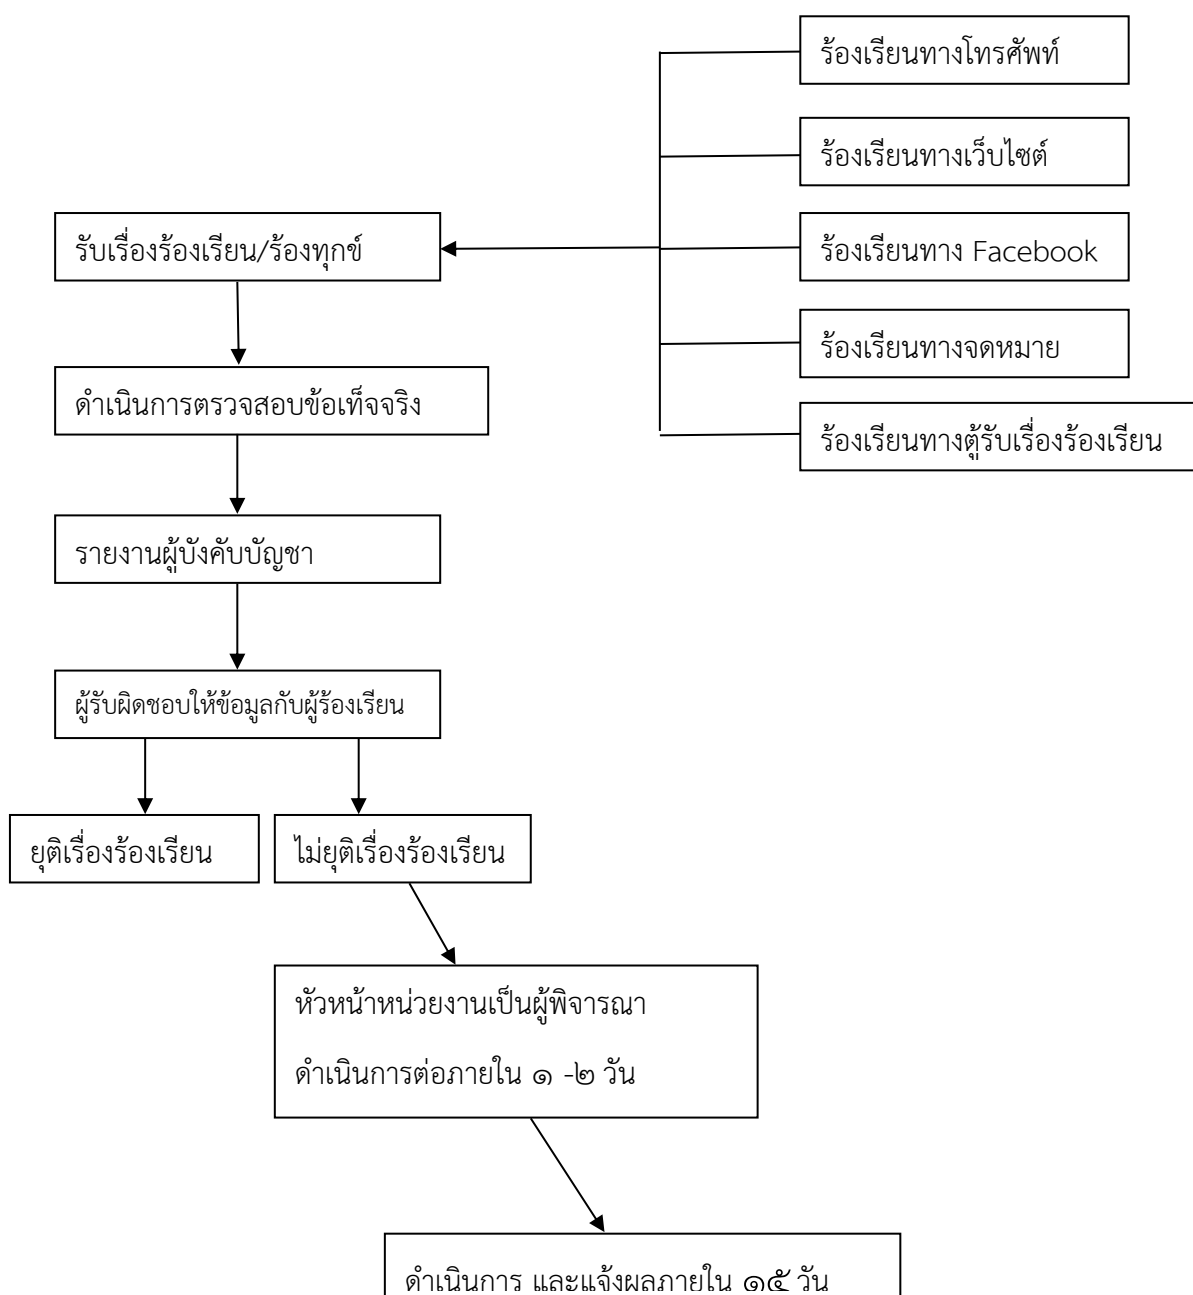 ร้องเรียนทางโทรศัพท์
ร้องเรียนทางเว็บไซต์
รับเรื่องร้องเรียน/ร้องทุกข์
ร้องเรียนทาง Facebook
ร้องเรียนทางจดหมาย
ดำเนินการตรวจสอบข้อเท็จจริง
ร้องเรียนทางตู้รับเรื่องร้องเรียน
รายงานผู้บังคับบัญชา
ผู้รับผิดชอบให้ข้อมูลกับผู้ร้องเรียน
ยุติเรื่องร้องเรียน
ไม่ยุติเรื่องร้องเรียน
หัวหน้าหน่วยงานเป็นผู้พิจารณา
ดำเนินการต่อภายใน ๑ -๒ วัน
ดำเนินการ และแจ้งผลภายใน ๑๕ วัน